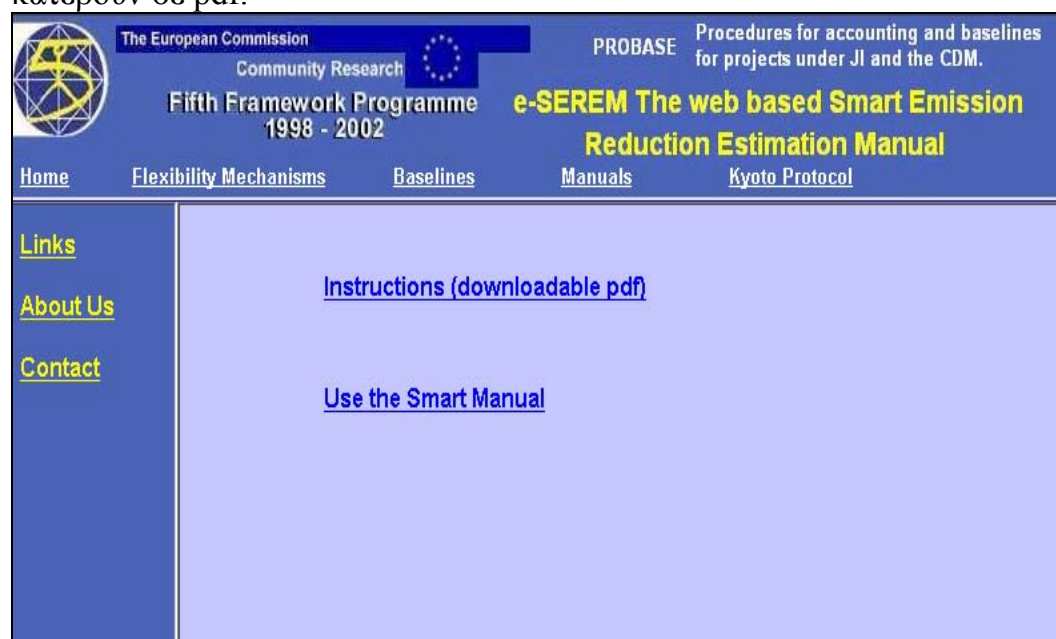 The European Commission
Community Research
Fifth Framework Programme
1998 - 2002
PROBASE
Procedures for accounting and baselines
for projects under JI and the CDM.
e-SEREM The web based Smart Emission
Reduction Estimation Manual
Home Flexibility Mechanisms Baselines Manuals Kyoto Protocol
Links
About Us
Contact
Instructions (downloadable pdf)
Use the Smart Manual